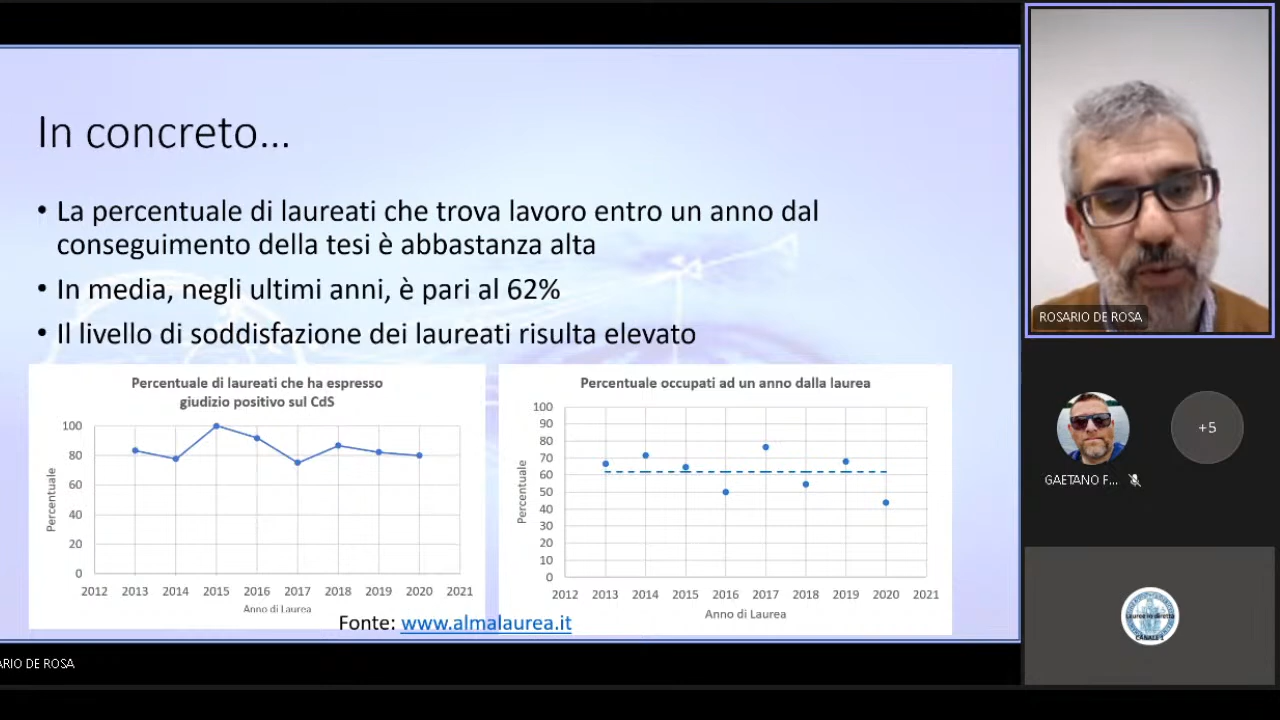 In concreto...
• La percentuale di laureati che trova lavoro entro un anno dal
conseguimento della tesi è abbastanza alta
• In media, negli ultimi anni, è pari al 62%
• Il livello di soddisfazione dei laureati risulta elevato
Percentuale di laureati che ha espresso
giudizio positivo sul CdS
Percentuale
100
80
60
40
20
0
2012 2013 2014 2015 2016 2017 2018 2019 2020 2021
Anno di Laurea
Percentuale occupati ad un anno dalla laurea
Percentuale
100
90
80
70
60
50
40
30
20
10
0
2012 2013 2014 2015 2016 2017 2018 2019 2020 2021
Anno di Laurea
Fonte: www.almalaurea.it
ARIO DE ROSA
ROSARIO DE ROSA
GAETANO F...
+5
Lauree in diretta
CANALE 1